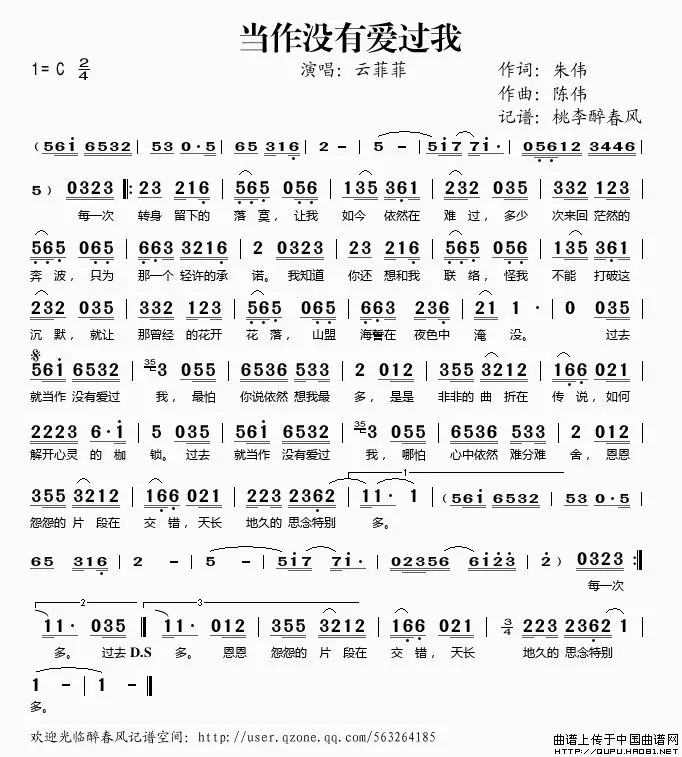 当作没有爱过我
1= C 2/4
演唱：云菲菲
作词：朱伟
作曲：陈伟
记谱：桃李醉春风
（561 6532 | 53 0·5 | 65 316 | 2 - | 5 - | 517 71· | 05612 3446 |
5）0323 ‖: 23 216 | 565 056 | 135 361 | 232 035 | 332 123 |
每一次 转身 留下的 落寞，让我 如今 依然在 难过，多少 次来回 茫然的
565 065 | 663 3216 | 2 0323 | 23 216 | 565 056 | 135 361 |
奔波，只为 那一个 轻许的承 诺。我知道 你还 想和我 联络，怪我 不能 打破这
232 035 | 332 123 | 565 065 | 663 236 | 21 1· | 0 035 |
沉默，就让 那曾经 的花开 花落，山盟 海誓在 夜色中 淹没。 过去
561 6532 | 35 3 055 | 6536 533 | 2 012 | 355 3212 | 166 021 |
就当作 没有爱过 我，最怕 你说依然 想我最 多，是是 非非的 曲折在 传说，如何
2223 6·1 | 5 035 | 561 6532 | 35 3 055 | 6536 533 | 2 012 |
解开心灵 的枷 锁。过去 就当作 没有爱过 我，哪怕 心中依然 难分难 舍，恩恩
355 3212 | 166 021 | 223 2362 | 1 11· 1 | （561 6532 | 53 0·5 |
怨怨的 片段在 交错，天长 地久的 思念特别 多。
65 316 | 2 - | 5 - | 517 71· | 02356 6123 | 2）0323 :‖
每一次
2 3
11· 035 ‖ 11· 012 | 355 3212 | 166 021 | 3/4 223 2362 1 |
多。 过去 D.S 多。 恩恩 怨怨的 片段在 交错，天长 地久的 思念特别
1 - | 1 - ‖
多。
欢迎光临醉春风记谱空间：http://user.qzone.qq.com/563264185
曲谱上传于中国曲谱网
HTTP://QUPU.HAO81.NET